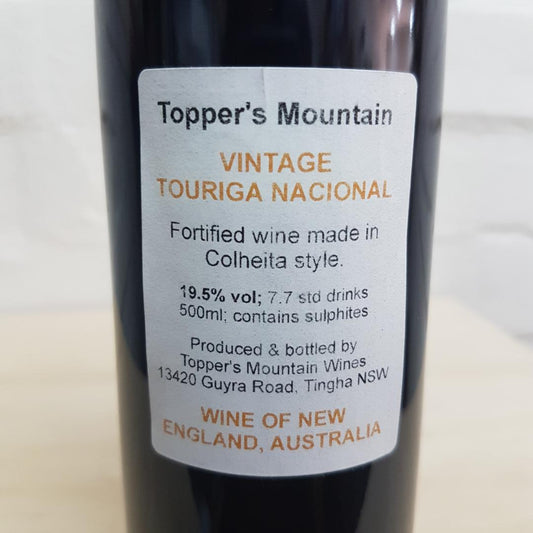 Topper's Mountain
VINTAGE
TOURIGA NACIONAL
Fortified wine made in
Colheita style.
19.5% vol; 7.7 std drinks
500ml; contains sulphites
Produced & bottled by
Topper's Mountain Wines
13420 Guyra Road, Tingha NSW
WINE OF NEW
ENGLAND, AUSTRALIA